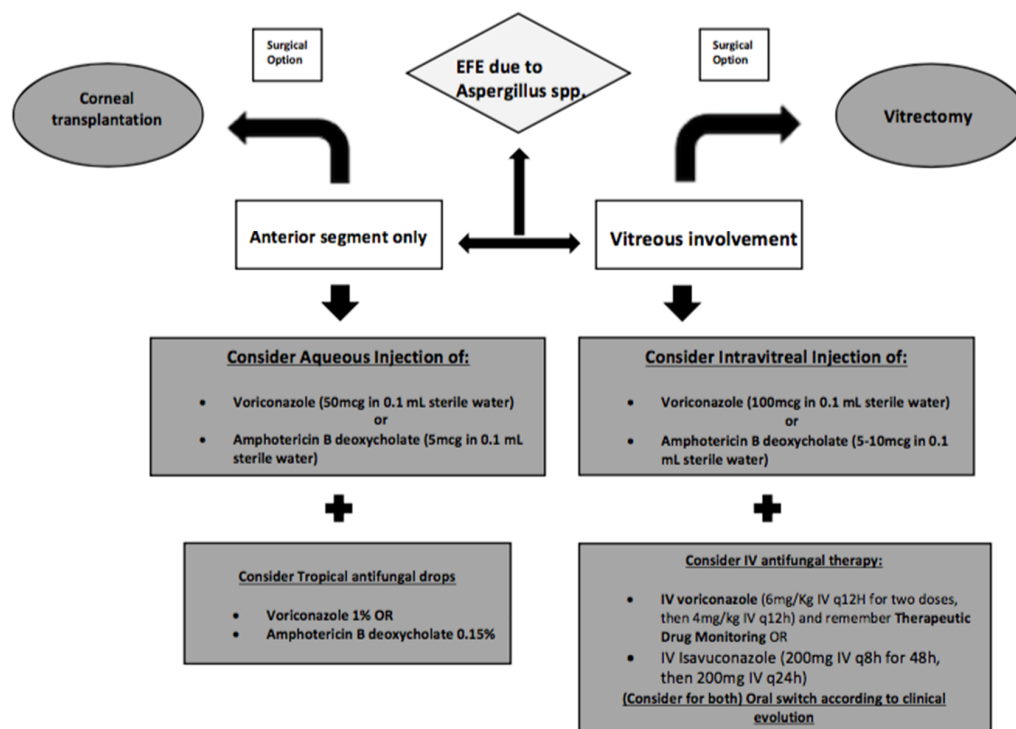 Surgical
Option
EFE due to
Aspergillus spp.
Surgical
Option
Corneal
transplantation
Vitrectomy
Anterior segment only
Vitreous involvement
Consider Aqueous Injection of:
• Voriconazole (50mcg in 0.1 mL sterile water)
or
• Amphotericin B deoxycholate (5mcg in 0.1 mL
sterile water)
Consider Intravitreal Injection of:
• Voriconazole (100mcg in 0.1 mL sterile water)
or
• Amphotericin B deoxycholate (5-10mcg in 0.1
mL sterile water)
Consider Tropical antifungal drops
• Voriconazole 1% OR
• Amphotericin B deoxycholate 0.15%
Consider IV antifungal therapy:
• IV voriconazole (6mg/Kg IV q12H for two doses,
then 4mg/kg IV q12h) and remember Therapeutic
Drug Monitoring OR
• IV Isavuconazole (200mg IV q8h for 48h,
then 200mg IV q24h)
(Consider for both) Oral switch according to clinical
evolution